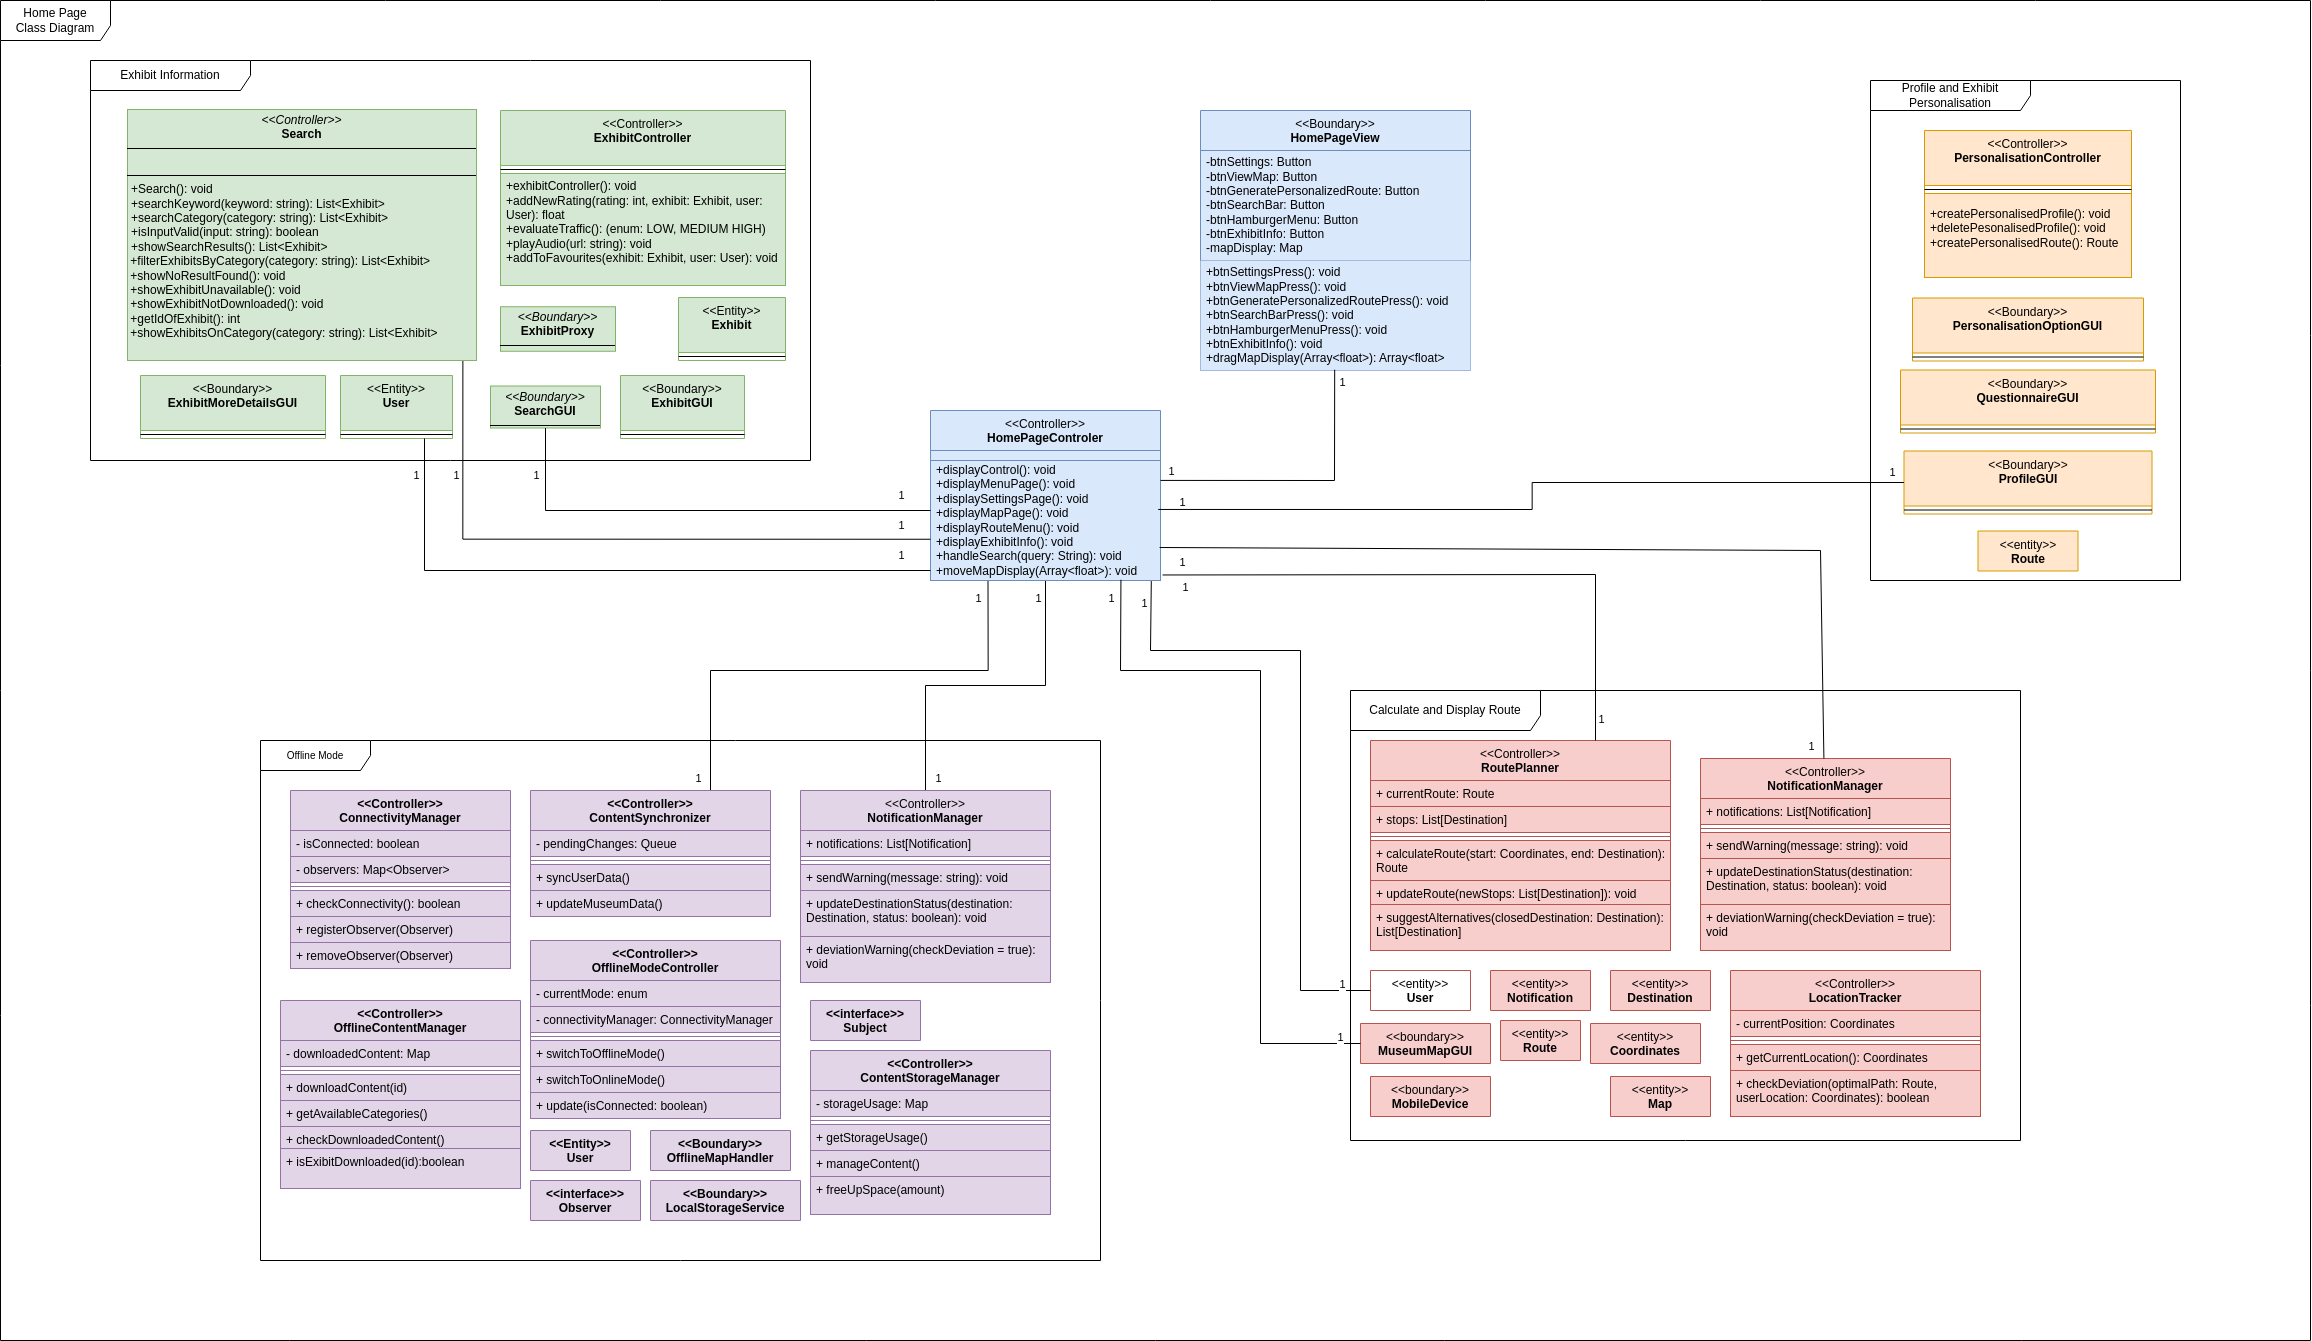 Home Page
Class Diagram
Exhibit Information
<<Controller>>
Search
+Search(): void
+searchKeyword(keyword: string): List<Exhibit>
+searchCategory(category: string): List<Exhibit>
+isInputValid(input: string): boolean
+showSearchResults(): List<Exhibit>
+filterExhibitsByCategory(category: string): List<Exhibit>
+showNoResultFound(): void
+showExhibitUnavailable(): void
+showExhibitNotDownloaded(): void
+getIdOfExhibit(): int
+showExhibitsOnCategory(category: string): List<Exhibit>
<<Controller>>
ExhibitController
+exhibitController(): void
+addNewRating(rating: int, exhibit: Exhibit, user:
User): float
+evaluateTraffic(): (enum: LOW, MEDIUM HIGH)
+playAudio(url: string): void
+addToFavourites(exhibit: Exhibit, user: User): void
<<Boundary>>
ExhibitProxy
<<Entity>>
Exhibit
<<Boundary>>
ExhibitMoreDetailsGUI
<<Entity>>
User
<<Boundary>>
SearchGUI
<<Boundary>>
ExhibitGUI
1
1
1
1
1
1
<<Boundary>>
HomePageView
-btnSettings: Button
-btnViewMap: Button
-btnGeneratePersonalizedRoute: Button
-btnSearchBar: Button
-btnHamburgerMenu: Button
-btnExhibitInfo: Button
-mapDisplay: Map
+btnSettingsPress(): void
+btnViewMapPress(): void
+btnGeneratePersonalizedRoutePress(): void
+btnSearchBarPress(): void
+btnHamburgerMenuPress(): void
+btnExhibitInfo(): void
+dragMapDisplay(Array<float>): Array<float>
1
<<Controller>>
HomePageControler
+displayControl(): void
+displayMenuPage(): void
+displaySettingsPage(): void
+displayMapPage(): void
+displayRouteMenu(): void
+displayExhibitInfo(): void
+handleSearch(query: String): void
+moveMapDisplay(Array<float>): void
1
1
1
1
1
1
1
1
Profile and Exhibit
Personalisation
<<Controller>>
PersonalisationController
+createPersonalisedProfile(): void
+deletePesonalisedProfile(): void
+createPersonalisedRoute(): Route
<<Boundary>>
PersonalisationOptionGUI
<<Boundary>>
QuestionnaireGUI
1
<<Boundary>>
ProfileGUI
<<entity>>
Route
Offline Mode
1
1
<<Controller>>
ConnectivityManager
- isConnected: boolean
- observers: Map<Observer>
+ checkConnectivity(): boolean
+ registerObserver(Observer)
+ removeObserver(Observer)
<<Controller>>
ContentSynchronizer
- pendingChanges: Queue
+ syncUserData()
+ updateMuseumData()
<<Controller>>
NotificationManager
+ notifications: List[Notification]
+ sendWarning(message: string): void
+ updateDestinationStatus(destination:
Destination, status: boolean): void
+ deviationWarning(checkDeviation = true):
void
<<Controller>>
OfflineContentManager
- downloadedContent: Map
+ downloadContent(id)
+ getAvailableCategories()
+ checkDownloadedContent()
+ isExibitDownloaded(id):boolean
<<Controller>>
OfflineModeController
- currentMode: enum
- connectivityManager: ConnectivityManager
+ switchToOfflineMode()
+ switchToOnlineMode()
+ update(isConnected: boolean)
<<interface>>
Subject
<<Controller>>
ContentStorageManager
- storageUsage: Map
+ getStorageUsage()
+ manageContent()
+ freeUpSpace(amount)
<<Entity>>
User
<<Boundary>>
OfflineMapHandler
<<interface>>
Observer
<<Boundary>>
LocalStorageService
Calculate and Display Route
1
1
<<Controller>>
RoutePlanner
+ currentRoute: Route
+ stops: List[Destination]
+ calculateRoute(start: Coordinates, end: Destination):
Route
+ updateRoute(newStops: List[Destination]): void
+ suggestAlternatives(closedDestination: Destination):
List[Destination]
<<Controller>>
NotificationManager
+ notifications: List[Notification]
+ sendWarning(message: string): void
+ updateDestinationStatus(destination:
Destination, status: boolean): void
+ deviationWarning(checkDeviation = true):
void
1
<<entity>>
User
<<entity>>
Notification
<<entity>>
Destination
<<Controller>>
LocationTracker
- currentPosition: Coordinates
+ getCurrentLocation(): Coordinates
+ checkDeviation(optimalPath: Route,
userLocation: Coordinates): boolean
1
<<boundary>>
MuseumMapGUI
<<entity>>
Route
<<entity>>
Coordinates
<<boundary>>
MobileDevice
<<entity>>
Map